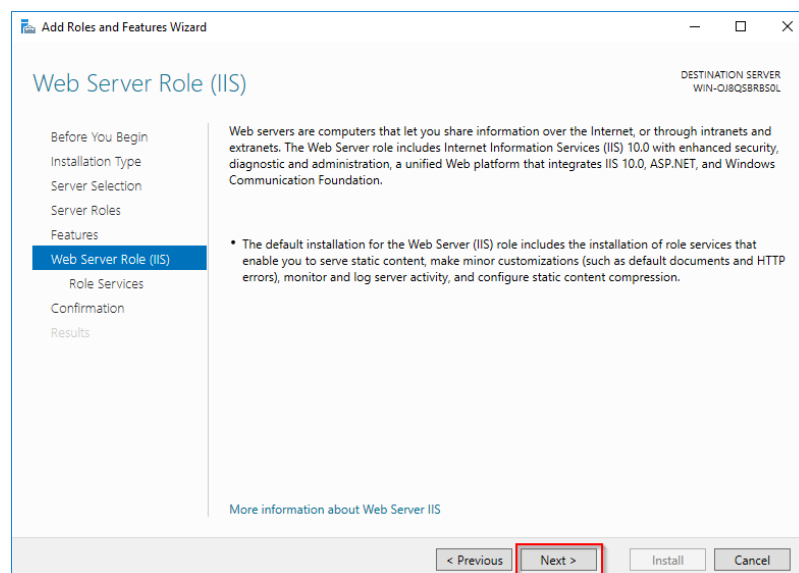 Add Roles and Features Wizard
Web Server Role (IIS)
DESTINATION SERVER
WIN-OJ8QSBRBS0L
Before You Begin
Installation Type
Server Selection
Server Roles
Features
Web Server Role (IIS)
Role Services
Confirmation
Results
Web servers are computers that let you share information over the Internet, or through intranets and
extranets. The Web Server role includes Internet Information Services (IIS) 10.0 with enhanced security,
diagnostic and administration, a unified Web platform that integrates IIS 10.0, ASP.NET, and Windows
Communication Foundation.
• The default installation for the Web Server (IIS) role includes the installation of role services that
enable you to serve static content, make minor customizations (such as default documents and HTTP
errors), monitor and log server activity, and configure static content compression.
More information about Web Server IIS
< Previous
Next >
Install
Cancel